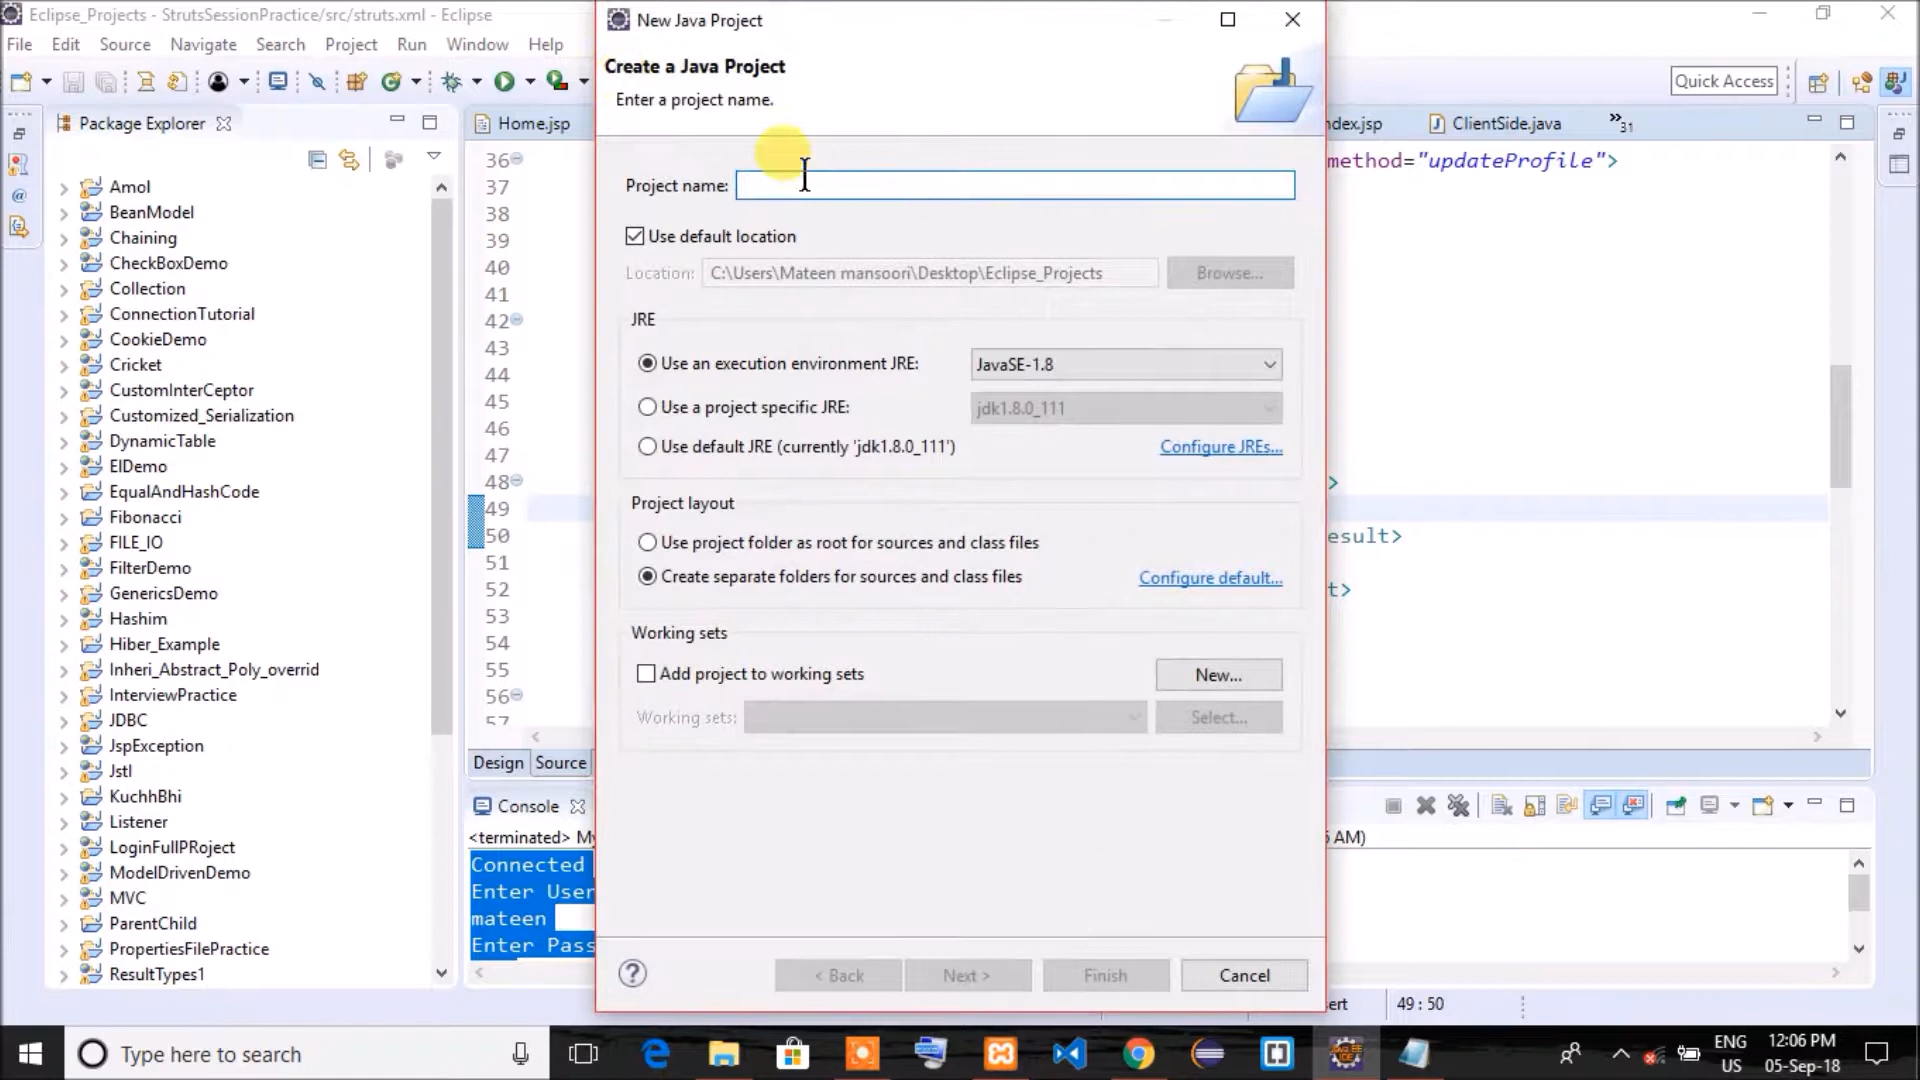 Eclipse_Projects - StrutsSessionPractice/src/struts.xml - Eclipse
File Edit Source Navigate Search Project Run Window Help
Quick Access
Package Explorer
Amol
BeanModel
Chaining
CheckBoxDemo
Collection
ConnectionTutorial
CookieDemo
Cricket
CustomInterCeptor
Customized_Serialization
DynamicTable
ElDemo
EqualAndHashCode
Fibonacci
FILE_IO
FilterDemo
GenericsDemo
Hashim
Hiber_Example
Inheri_Abstract_Poly_overrid
InterviewPractice
JDBC
JspException
Jstl
KuchhBhi
Listener
LoginFullPRoject
ModelDrivenDemo
MVC
ParentChild
PropertiesFilePractice
ResultTypes1
Home.jsp
ndex.jsp
ClientSide.java
31
36
37
38
39
40
41
42
43
44
45
46
47
48
49
50
51
52
53
54
55
56
57
method="updateProfile">
>
esult>
t>
Design Source
New Java Project
Create a Java Project
Enter a project name.
Project name:
Use default location
Location: C:\Users\Mateen mansoori\Desktop\Eclipse_Projects Browse...
JRE
Use an execution environment JRE: JavaSE-1.8
Use a project specific JRE: jdk1.8.0_111
Use default JRE (currently 'jdk1.8.0_111') Configure JREs...
Project layout
Use project folder as root for sources and class files
Create separate folders for sources and class files Configure default...
Working sets
Add project to working sets New...
Working sets: Select...
< Back Next > Finish Cancel
Console
<terminated> My
AM)
Connected
Enter User
mateen
Enter Pass
ert 49 : 50
Type here to search
ENG
US
12:06 PM
05-Sep-18